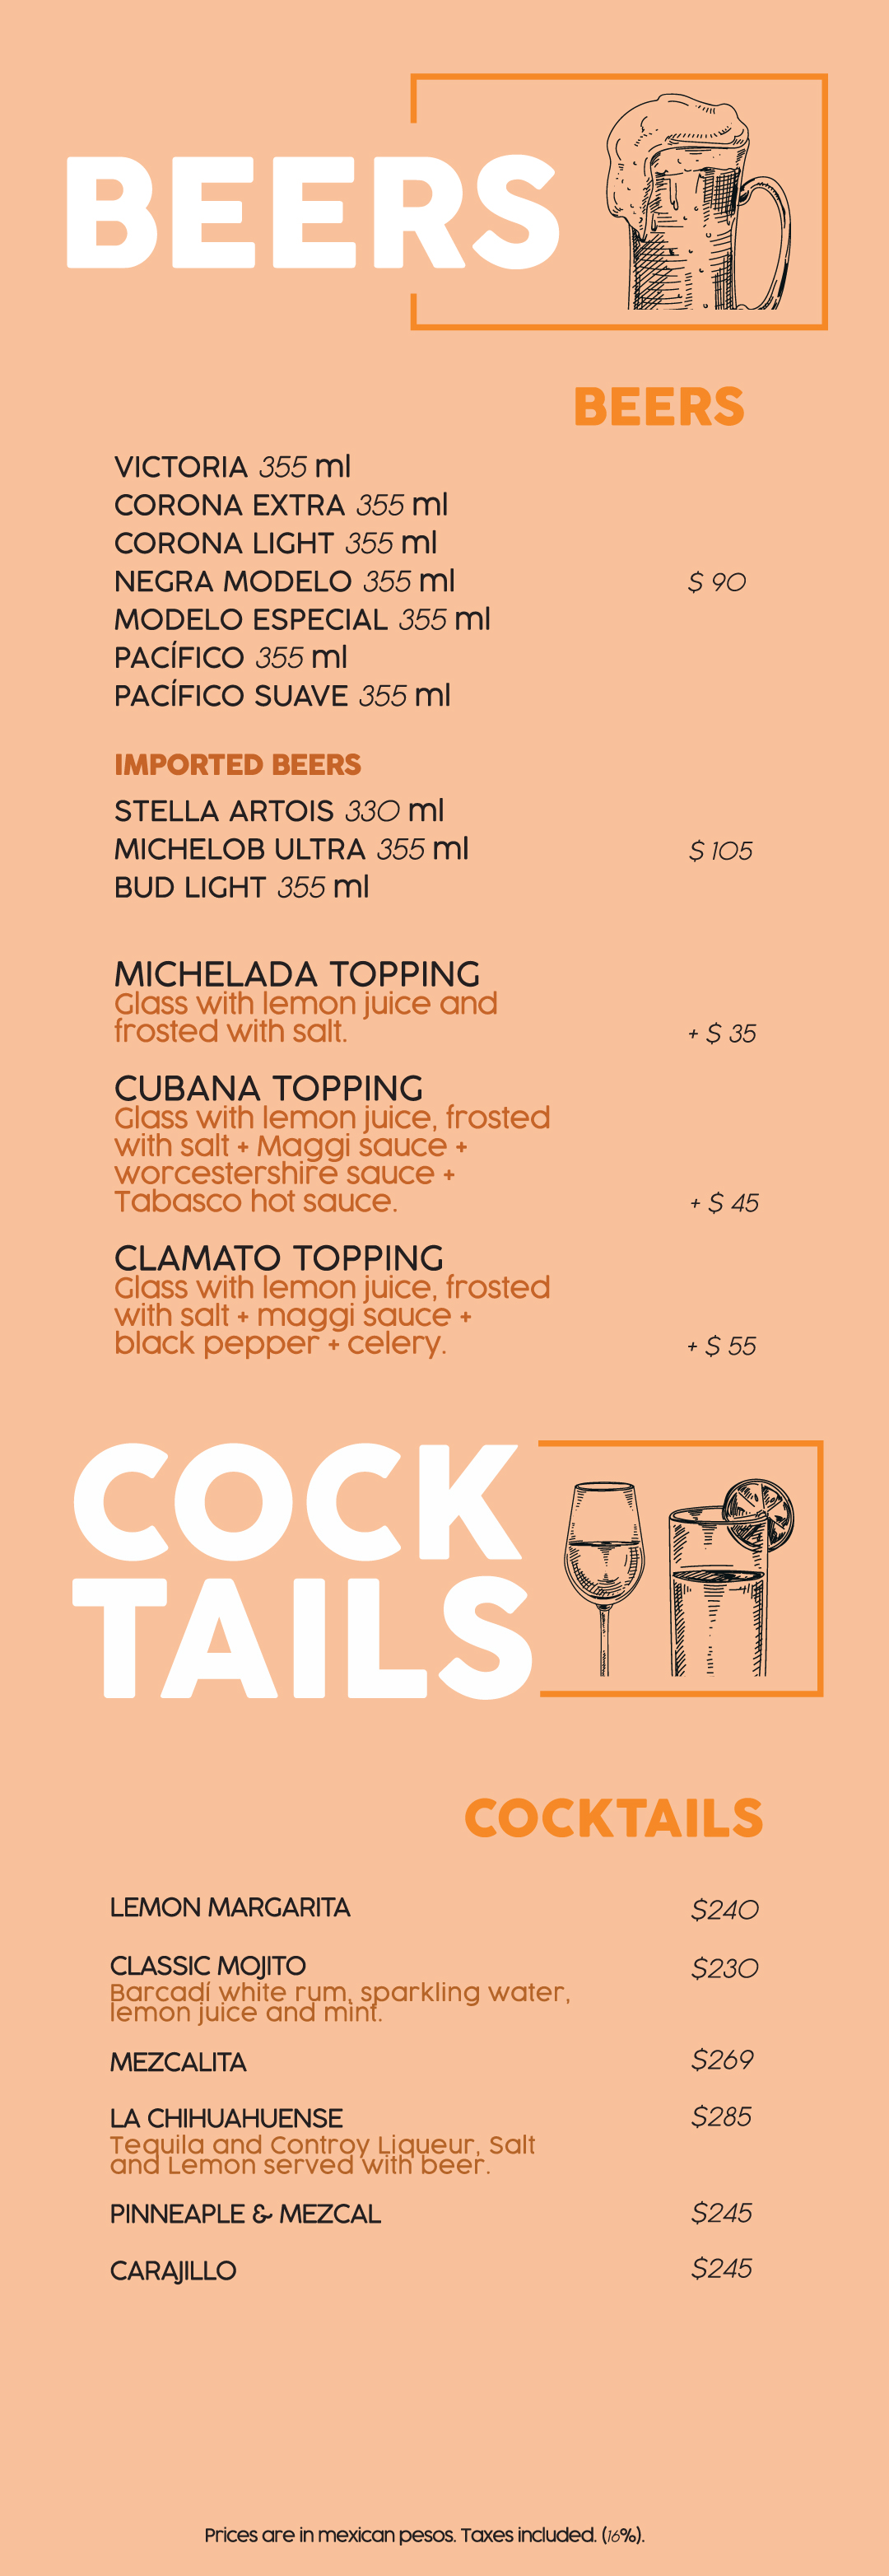 BEERS
BEERS
VICTORIA 355 ml
CORONA EXTRA 355 ml
CORONA LIGHT 355 ml
NEGRA MODELO 355 ml $ 90
MODELO ESPECIAL 355 ml
PACÍFICO 355 ml
PACÍFICO SUAVE 355 ml
IMPORTED BEERS
STELLA ARTOIS 330 ml
MICHELOB ULTRA 355 ml $ 105
BUD LIGHT 355 ml
MICHELADA TOPPING
Glass with lemon juice and
frosted with salt. + $ 35
CUBANA TOPPING
Glass with lemon juice, frosted
with salt + Maggi sauce +
worcestershire sauce +
Tabasco hot sauce. + $ 45
CLAMATO TOPPING
Glass with lemon juice, frosted
with salt + maggi sauce +
black pepper + celery. + $ 55
COCK
TAILS
COCKTAILS
LEMON MARGARITA $240
CLASSIC MOJITO $230
Barcadí white rum, sparkling water,
lemon juice and mint.
MEZCALITA $269
LA CHIHUAHUENSE $285
Tequila and Controy Liqueur, Salt
and Lemon served with beer.
PINNEAPLE & MEZCAL $245
CARAJILLO $245
Prices are in mexican pesos. Taxes included. (16%).